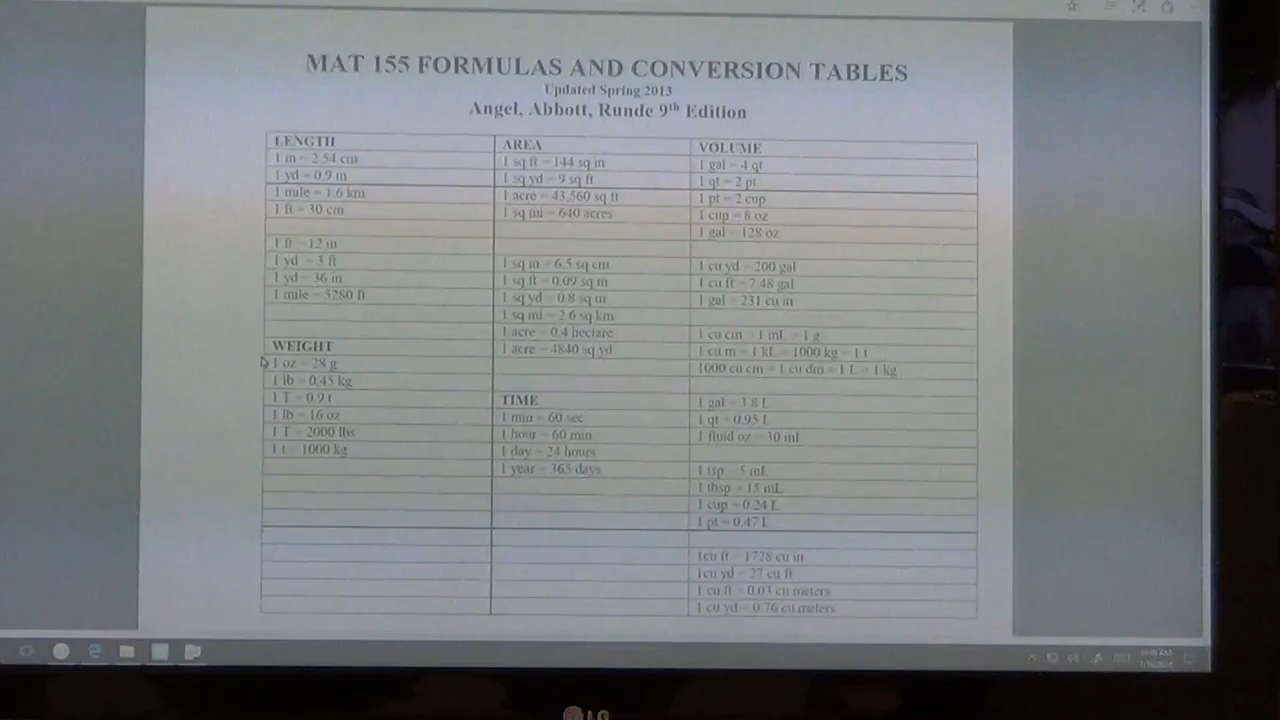 MAT 155 FORMULAS AND CONVERSION TABLES
Updated Spring 2013
Angel, Abbott, Runde 9th Edition
LENGTH
1 in = 2.54 cm
1 yd = 0.9 m
1 mile = 1.6 km
1 ft = 30 cm
1 ft = 12 in
1 yd = 3 ft
1 yd = 36 in
1 mile = 5280 ft
WEIGHT
1 oz = 28 g
1 lb = 0.45 kg
1 T = 0.9 t
1 lb = 16 oz
1 T = 2000 lbs
1 t = 1000 kg
AREA
1 sq ft = 144 sq in
1 sq yd = 9 sq ft
1 acre = 43,560 sq ft
1 sq mi = 640 acres
1 sq in = 6.5 sq cm
1 sq ft = 0.09 sq m
1 sq yd = 0.8 sq m
1 sq mi = 2.6 sq km
1 acre = 0.4 hectare
1 acre = 4840 sq yd
TIME
1 min = 60 sec
1 hour = 60 min
1 day = 24 hours
1 year = 365 days
VOLUME
1 gal = 4 qt
1 qt = 2 pt
1 pt = 2 cup
1 cup = 8 oz
1 gal = 128 oz
1 cu yd = 200 gal
1 cu ft = 7.48 gal
1 gal = 231 cu in
1 cu cm = 1 mL = 1 g
1 cu m = 1 kL = 1000 kg = 1 t
1000 cu cm = 1 cu dm = 1 L = 1 kg
1 gal = 3.8 L
1 qt = 0.95 L
1 fluid oz = 30 ml
1 tsp = 5 mL
1 tbsp = 15 mL
1 cup = 0.24 L
1 pt = 0.47 L
1cu ft = 1728 cu in
1cu yd = 27 cu ft
1 cu ft = 0.03 cu meters
1 cu yd = 0.76 cu meters
LG